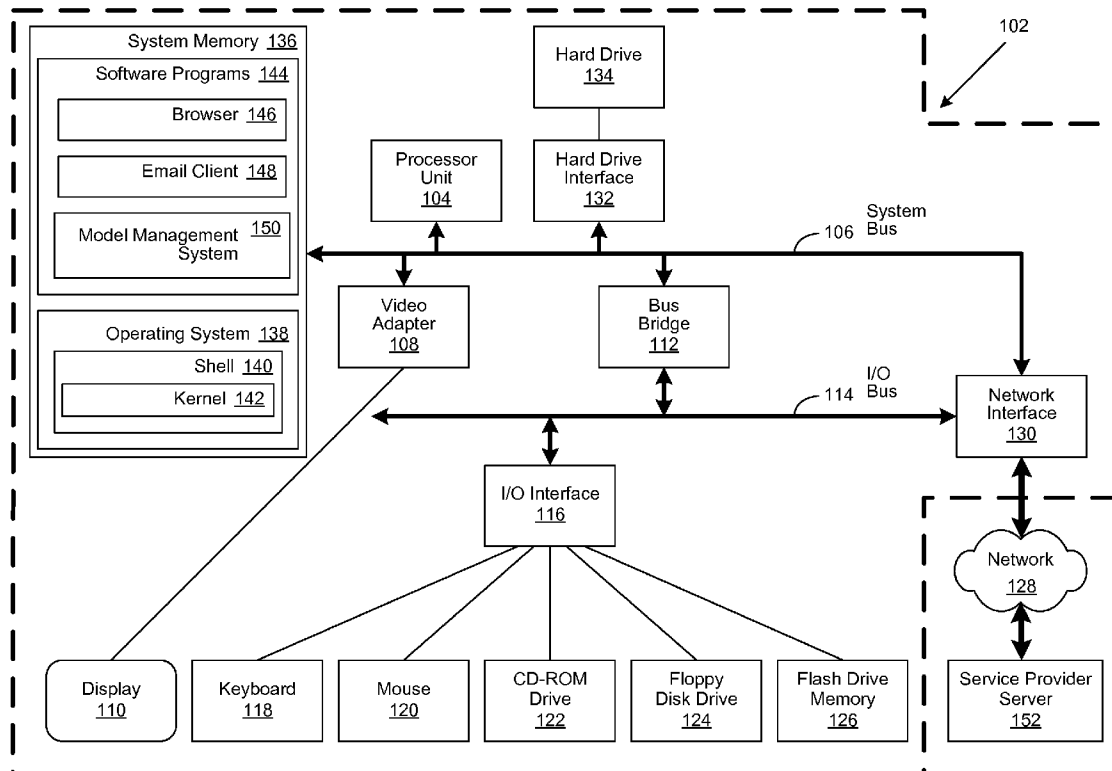 System Memory 136
Software Programs 144
Browser 146
Email Client 148
Model Management 150
System
Operating System 138
Shell 140
Kernel 142
Hard Drive
134
102
Processor
Unit
104
Hard Drive
Interface
132
106
System
Bus
Video
Adapter
108
Bus
Bridge
112
114
I/O
Bus
Network
Interface
130
I/O Interface
116
Network
128
Display
110
Keyboard
118
Mouse
120
CD-ROM
Drive
122
Floppy
Disk Drive
124
Flash Drive
Memory
126
Service Provider
Server
152